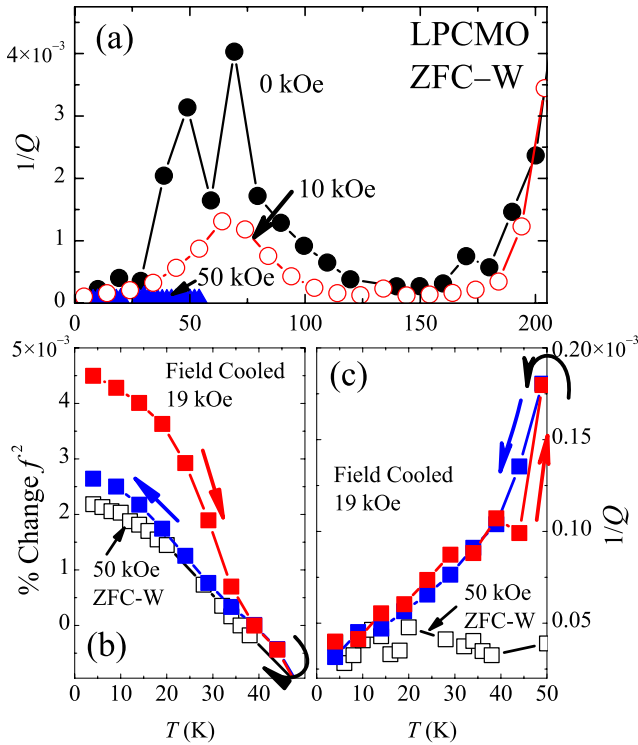 (a)
LPCMO
ZFC–W
0 kOe
10 kOe
50 kOe
1/Q
4×10⁻³
3
2
1
0
0 50 100 150 200
5×10⁻³
4
3
2
1
0
% Change f²
Field Cooled
19 kOe
50 kOe
ZFC-W
(b)
0 10 20 30 40
T (K)
(c)
Field Cooled
19 kOe
50 kOe
ZFC-W
0.20×10⁻³
0.15
0.10
0.05
1/Q
0 10 20 30 40 50
T (K)